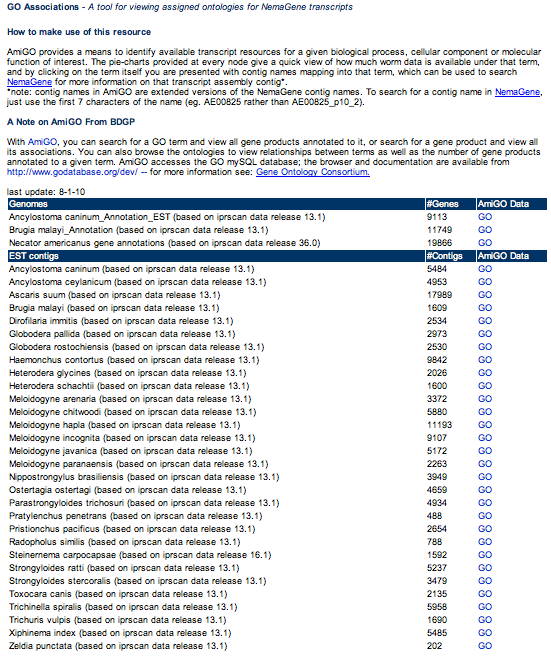 GO Associations - A tool for viewing assigned ontologies for NemaGene transcripts
How to make use of this resource
AmiGO provides a means to identify available transcript resources for a given biological process, cellular component or molecular
function of interest. The pie-charts provided at every node give a quick view of how much worm data is available under that term,
and by clicking on the term itself you are presented with contig names mapping into that term, which can be used to search
NemaGene for more information on that transcript assembly contig*.
*note: contig names in AmiGO are extended versions of the NemaGene contig names. To search for a contig name in NemaGene,
just use the first 7 characters of the name (eg. AE00825 rather than AE00825_p10_2).
A Note on AmiGO From BDGP
With AmiGO, you can search for a GO term and view all gene products annotated to it, or search for a gene product and view all
its associations. You can also browse the ontologies to view relationships between terms as well as the number of gene products
annotated to a given term. AmiGO accesses the GO mySQL database; the browser and documentation are available from
http://www.godatabase.org/dev/ -- for more information see: Gene Ontology Consortium.
last update: 8-1-10
Genomes #Genes AmiGO Data
Ancylostoma caninum_Annotation_EST (based on iprscan data release 13.1) 9113 GO
Brugia malayi_Annotation (based on iprscan data release 13.1) 11749 GO
Necator americanus gene annotations (based on iprscan data release 36.0) 19866 GO
EST contigs #Contigs AmiGO Data
Ancylostoma caninum (based on iprscan data release 13.1) 5484 GO
Ancylostoma ceylanicum (based on iprscan data release 13.1) 4953 GO
Ascaris suum (based on iprscan data release 13.1) 17989 GO
Brugia malayi (based on iprscan data release 13.1) 1609 GO
Dirofilaria immitis (based on iprscan data release 13.1) 2534 GO
Globodera pallida (based on iprscan data release 13.1) 2973 GO
Globodera rostochiensis (based on iprscan data release 13.1) 2530 GO
Haemonchus contortus (based on iprscan data release 13.1) 9842 GO
Heterodera glycines (based on iprscan data release 13.1) 2026 GO
Heterodera schachtii (based on iprscan data release 13.1) 1600 GO
Meloidogyne arenaria (based on iprscan data release 13.1) 3372 GO
Meloidogyne chitwoodi (based on iprscan data release 13.1) 5880 GO
Meloidogyne hapla (based on iprscan data release 13.1) 11193 GO
Meloidogyne incognita (based on iprscan data release 13.1) 9107 GO
Meloidogyne javanica (based on iprscan data release 13.1) 5172 GO
Meloidogyne paranaensis (based on iprscan data release 13.1) 2263 GO
Nippostrongylus brasiliensis (based on iprscan data release 13.1) 3949 GO
Ostertagia ostertagi (based on iprscan data release 13.1) 4659 GO
Parastrongyloides trichosuri (based on iprscan data release 13.1) 4934 GO
Pratylenchus penetrans (based on iprscan data release 13.1) 488 GO
Pristionchus pacificus (based on iprscan data release 13.1) 2654 GO
Radopholus similis (based on iprscan data release 13.1) 788 GO
Steinernema carpocapsae (based on iprscan data release 16.1) 1592 GO
Strongyloides ratti (based on iprscan data release 13.1) 5237 GO
Strongyloides stercoralis (based on iprscan data release 13.1) 3479 GO
Toxocara canis (based on iprscan data release 13.1) 2135 GO
Trichinella spiralis (based on iprscan data release 13.1) 5958 GO
Trichuris vulpis (based on iprscan data release 13.1) 1690 GO
Xiphinema index (based on iprscan data release 13.1) 5485 GO
Zeldia punctata (based on iprscan data release 13.1) 202 GO